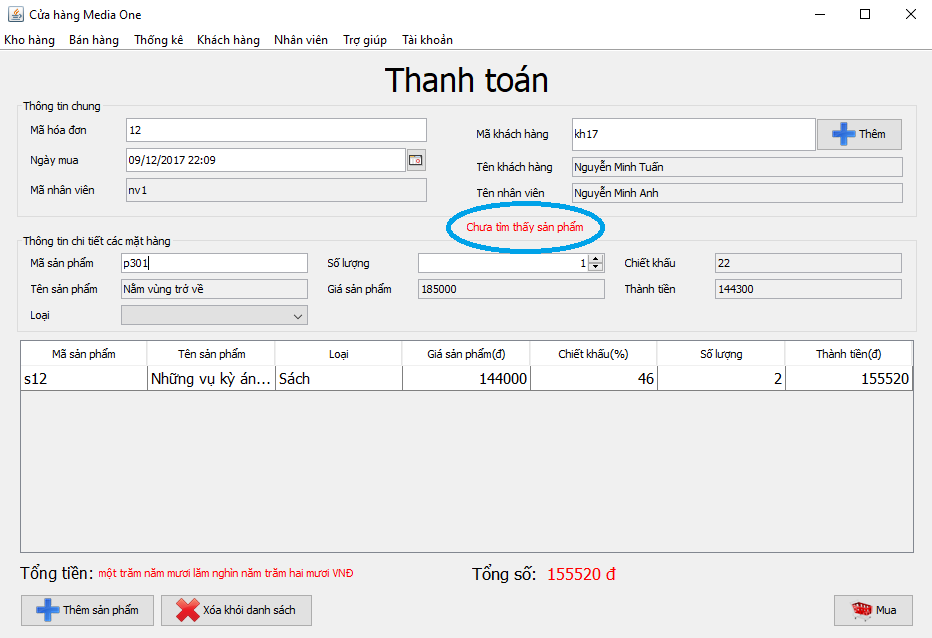 Cửa hàng Media One
Kho hàng Bán hàng Thống kê Khách hàng Nhân viên Trợ giúp Tài khoản
Thanh toán
Thông tin chung
Mã hóa đơn 12 Mã khách hàng kh17 Thêm
Ngày mua 09/12/2017 22:09 Tên khách hàng Nguyễn Minh Tuấn
Mã nhân viên nv1 Tên nhân viên Nguyễn Minh Anh
Chưa tìm thấy sản phẩm
Thông tin chi tiết các mặt hàng
Mã sản phẩm p301 Số lượng 1 Chiết khấu 22
Tên sản phẩm Nằm vùng trở về Giá sản phẩm 185000 Thành tiền 144300
Loại
Mã sản phẩm Tên sản phẩm Loại Giá sản phẩm(đ) Chiết khấu(%) Số lượng Thành tiền(đ)
s12 Những vụ kỳ án... Sách 144000 46 2 155520
Tổng tiền: một trăm năm mươi lăm nghìn năm trăm hai mươi VNĐ Tổng số: 155520 đ
Thêm sản phẩm Xóa khỏi danh sách Mua